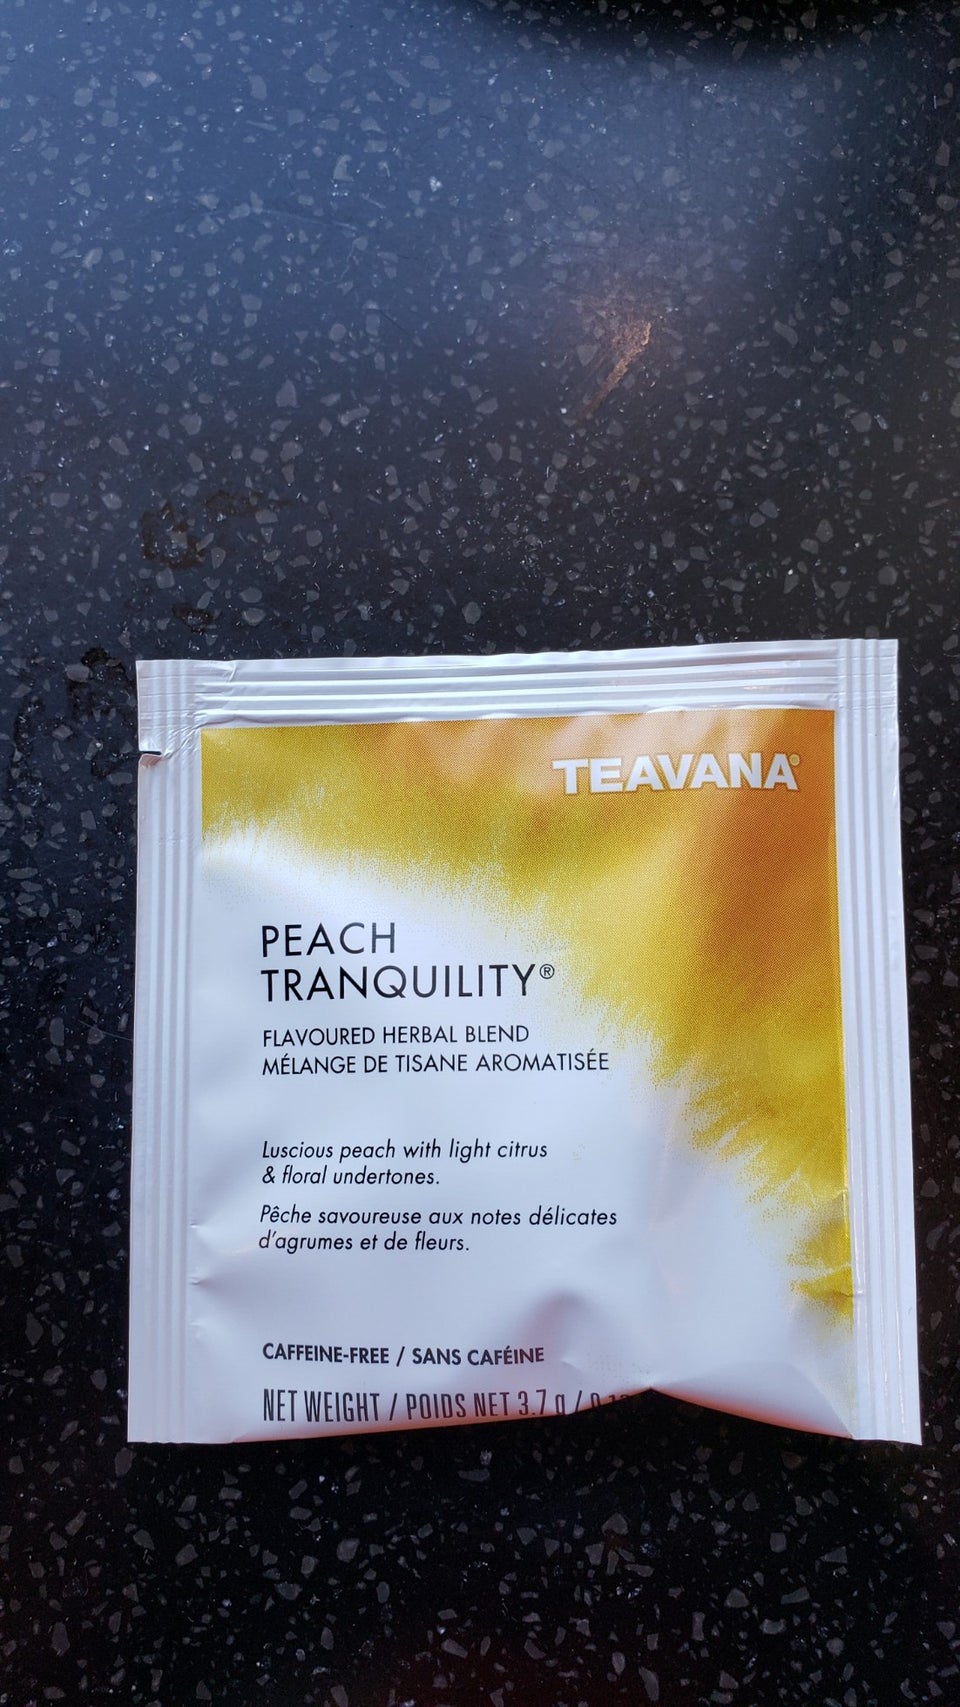 TEAVANA®
PEACH
TRANQUILITY®
FLAVOURED HERBAL BLEND
MÉLANGE DE TISANE AROMATISÉE
Luscious peach with light citrus
& floral undertones.
Pêche savoureuse aux notes délicates
d'agrumes et de fleurs.
CAFFEINE-FREE / SANS CAFÉINE
NET WEIGHT / POIDS NET 3.7 g /